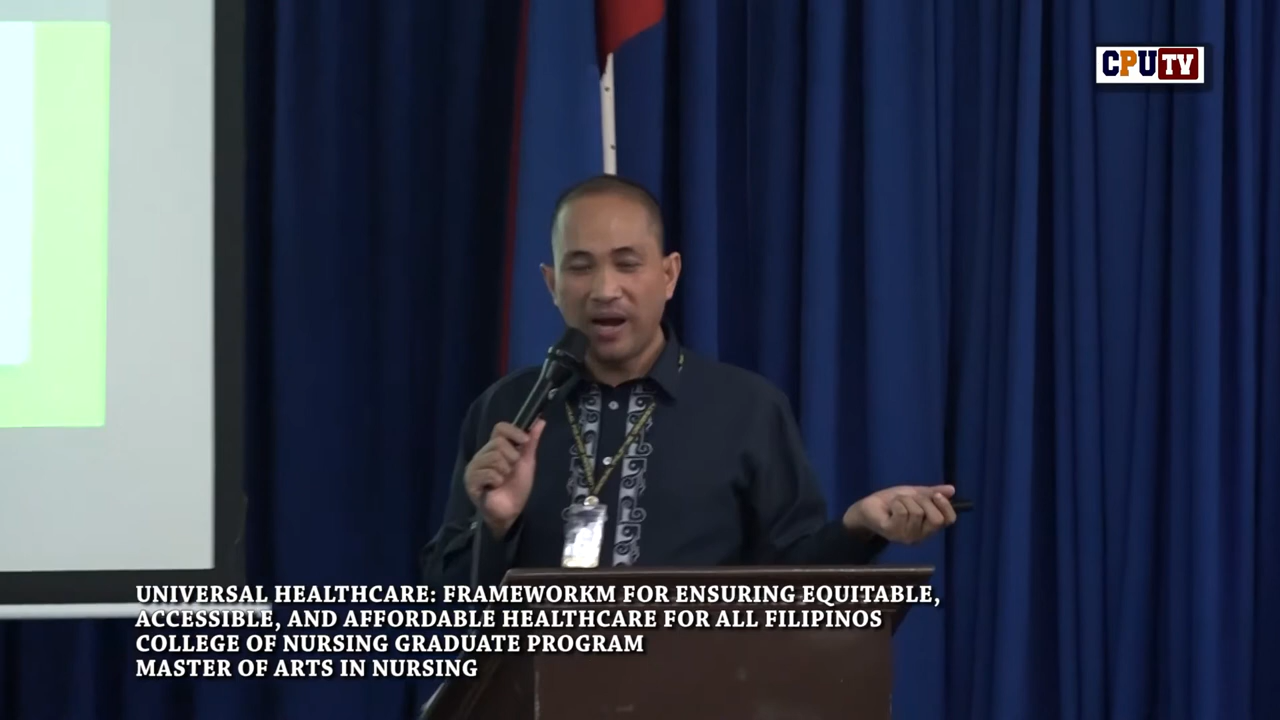 CPUTV
UNIVERSAL HEALTHCARE: FRAMEWORKM FOR ENSURING EQUITABLE,
ACCESSIBLE, AND AFFORDABLE HEALTHCARE FOR ALL FILIPINOS
COLLEGE OF NURSING GRADUATE PROGRAM
MASTER OF ARTS IN NURSING